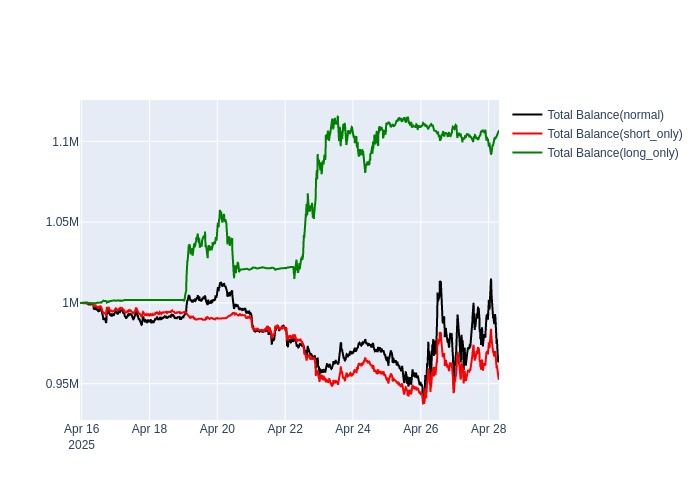 Total Balance(normal)
Total Balance(short_only)
Total Balance(long_only)
1.1M
1.05M
1M
0.95M
Apr 16
2025
Apr 18
Apr 20
Apr 22
Apr 24
Apr 26
Apr 28